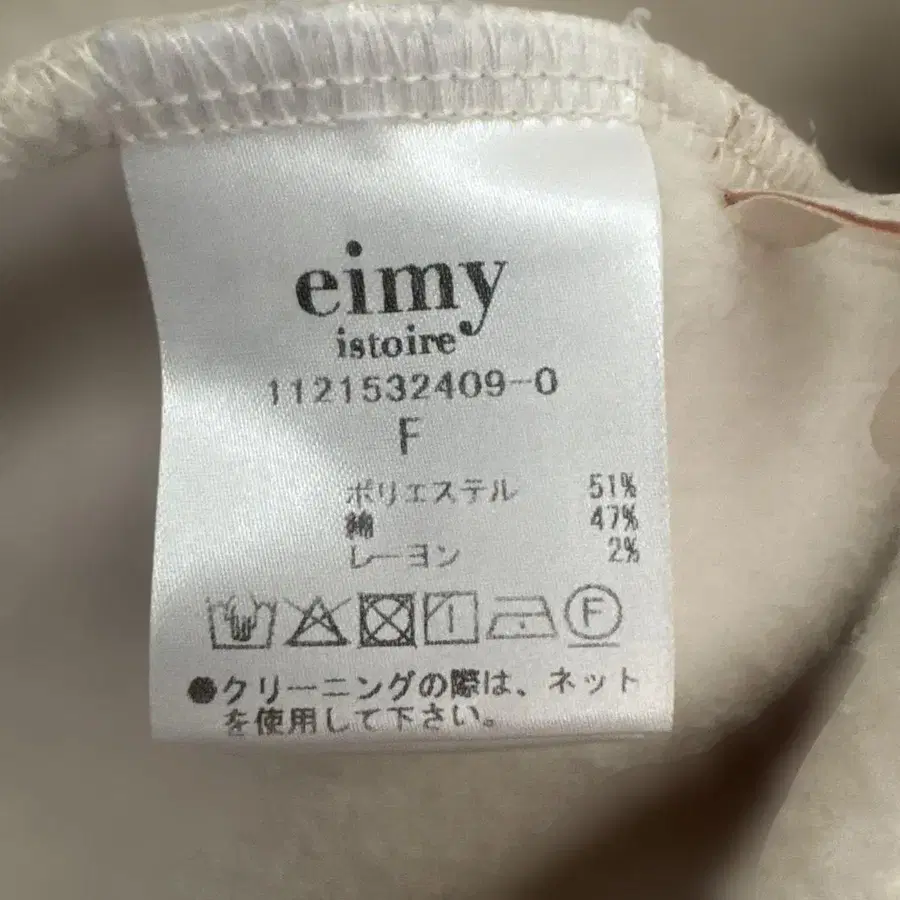 eimy
istoire
1121532409-0
F
ポリエステル 51%
綿 47%
レーヨン 2%
F
●クリーニングの際は、ネット
を使用して下さい。